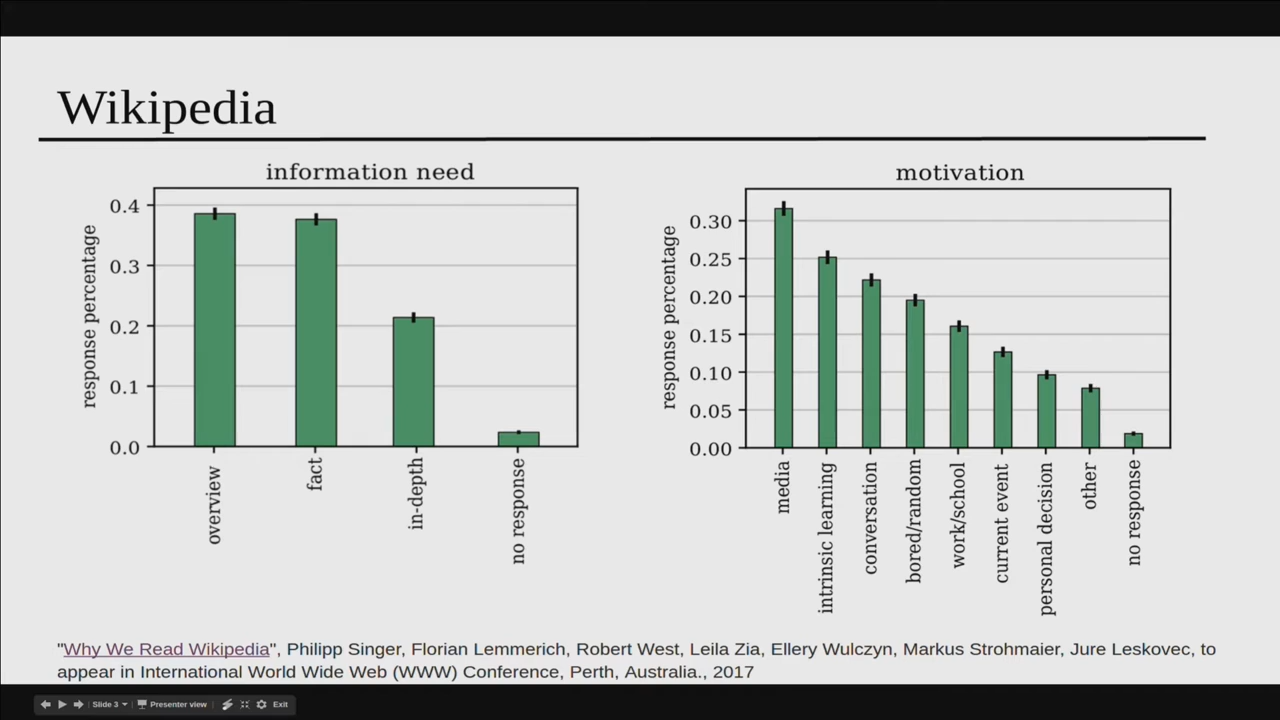 Wikipedia
information need
response percentage
0.4
0.3
0.2
0.1
0.0
overview
fact
in-depth
no response
motivation
response percentage
0.30
0.25
0.20
0.15
0.10
0.05
0.00
media
intrinsic learning
conversation
bored/random
work/school
current event
personal decision
other
no response
"Why We Read Wikipedia", Philipp Singer, Florian Lemmerich, Robert West, Leila Zia, Ellery Wulczyn, Markus Strohmaier, Jure Leskovec, to
appear in International World Wide Web (WWW) Conference, Perth, Australia., 2017
Slide 3 Presenter view Exit